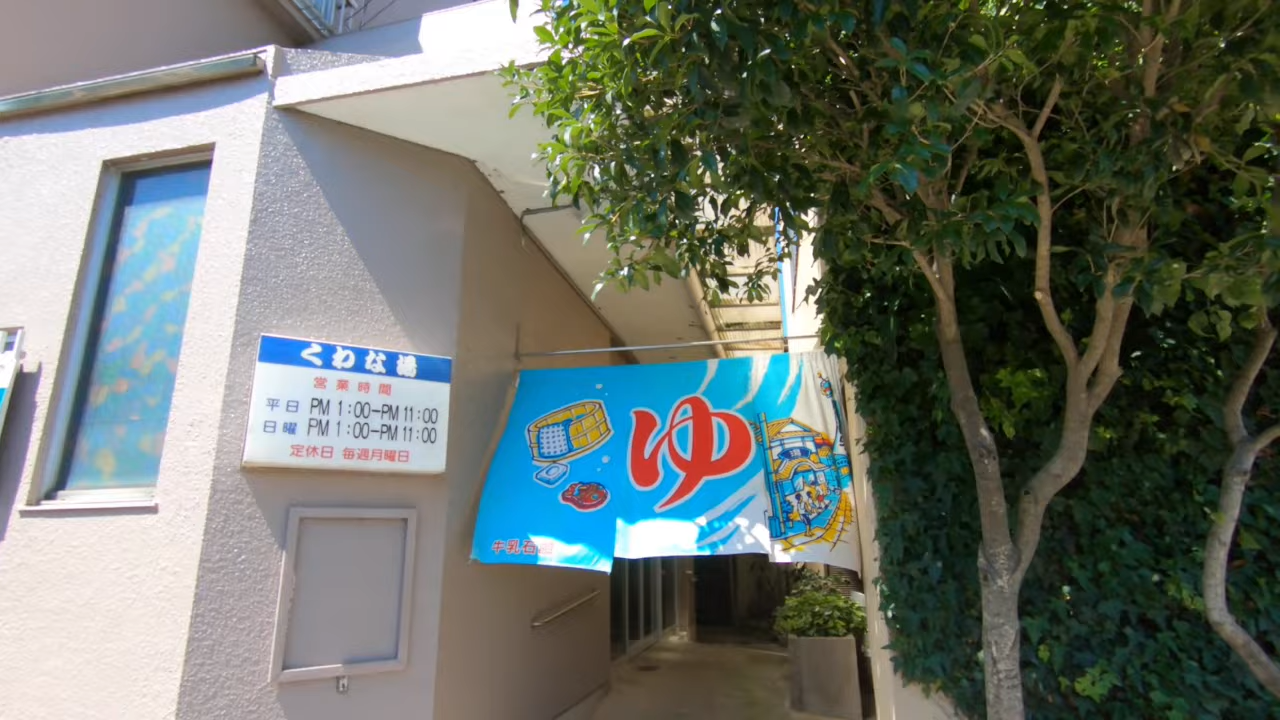 くわな湯
営業時間
平日 PM 1:00-PM 11:00
日曜 PM 1:00-PM 11:00
定休日 毎週月曜日
ゆ
牛乳石鹼